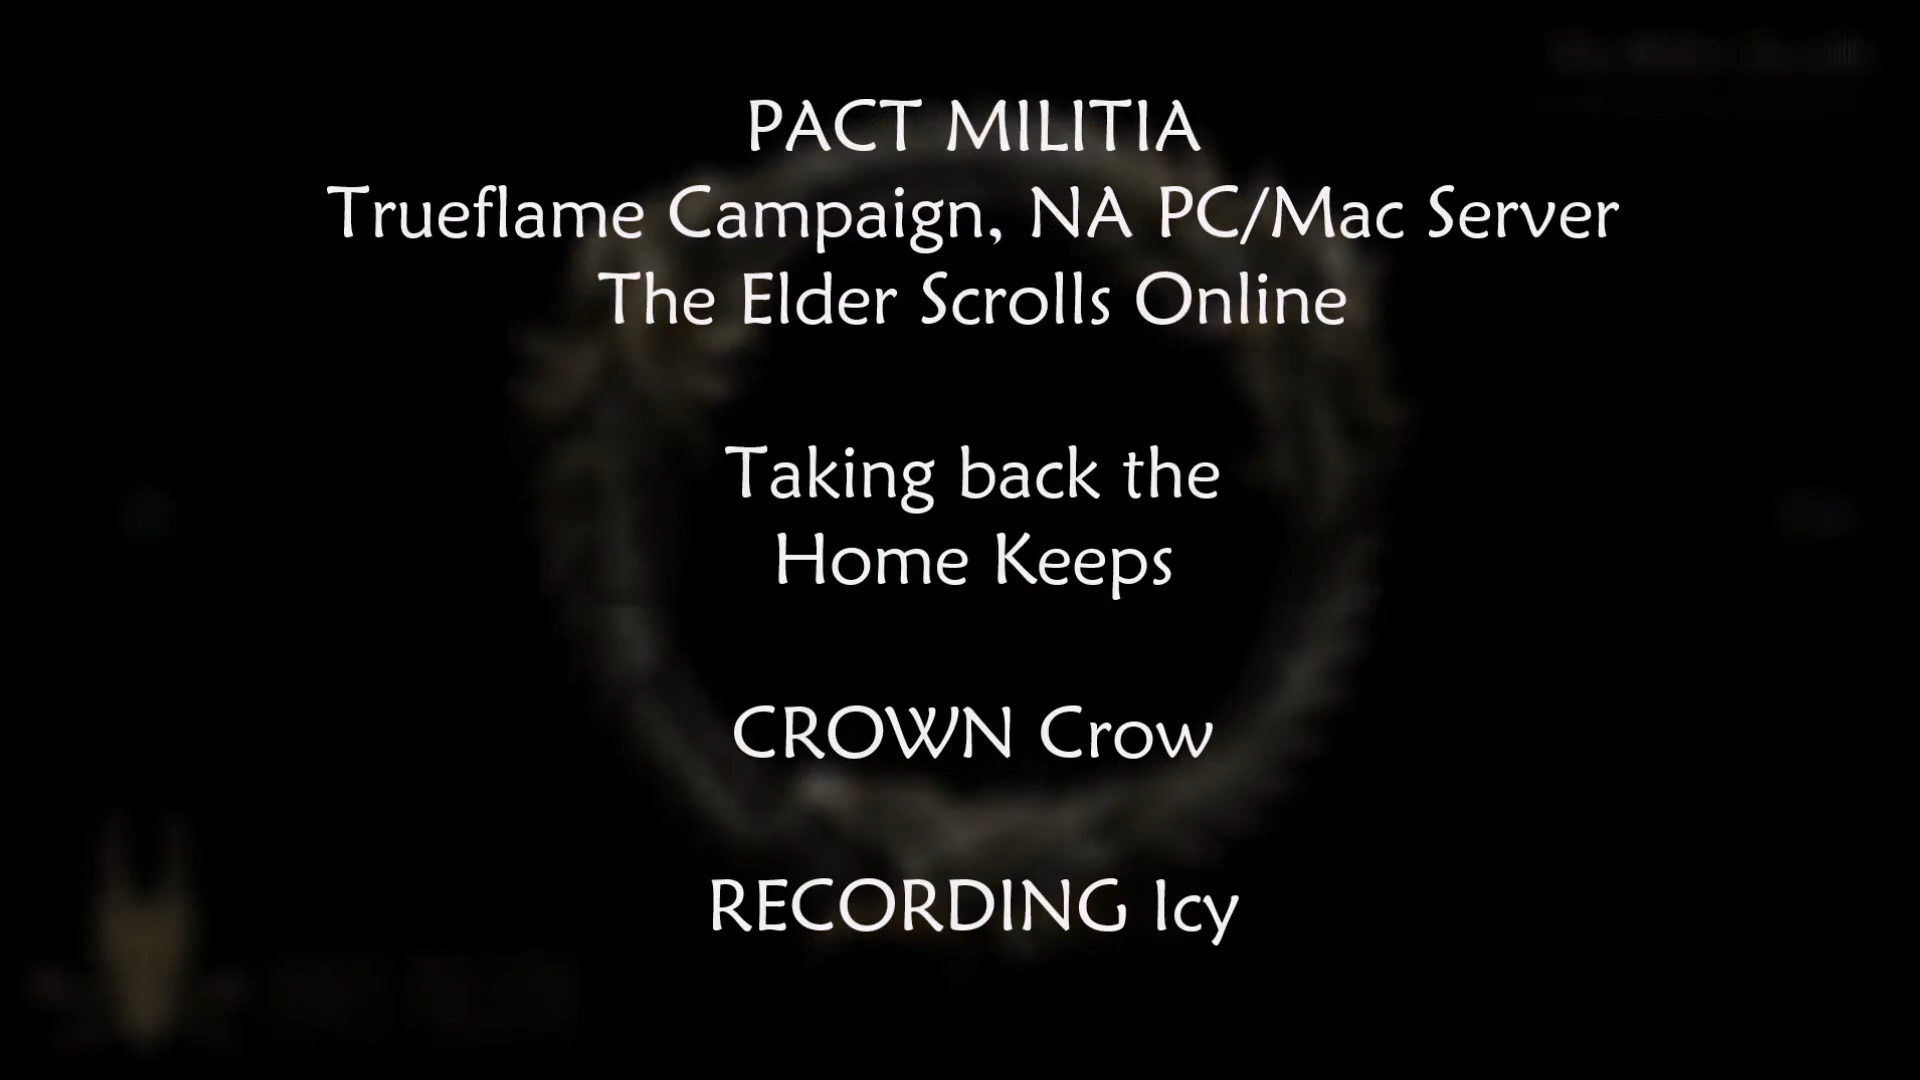 PACT MILITIA
Trueflame Campaign, NA PC/Mac Server
The Elder Scrolls Online
Taking back the
Home Keeps
CROWN Crow
RECORDING Icy